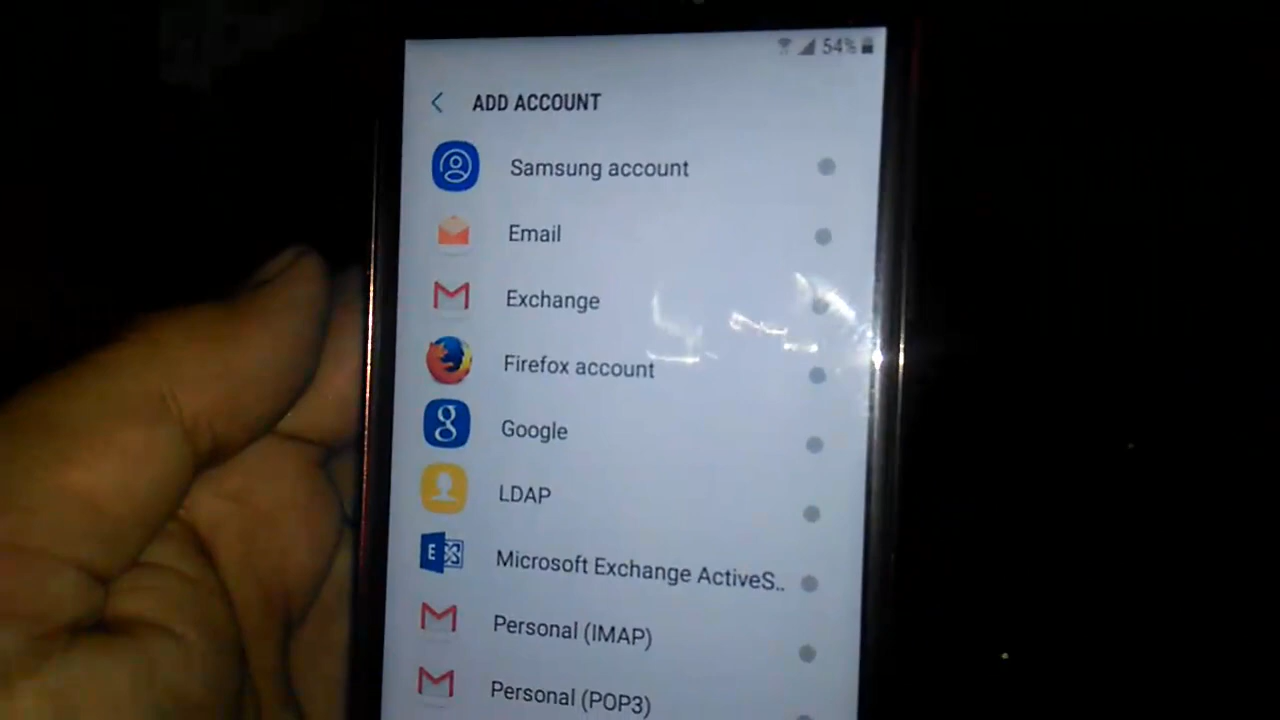 54%
ADD ACCOUNT
Samsung account
Email
Exchange
Firefox account
Google
LDAP
Microsoft Exchange ActiveS..
Personal (IMAP)
Personal (POP3)